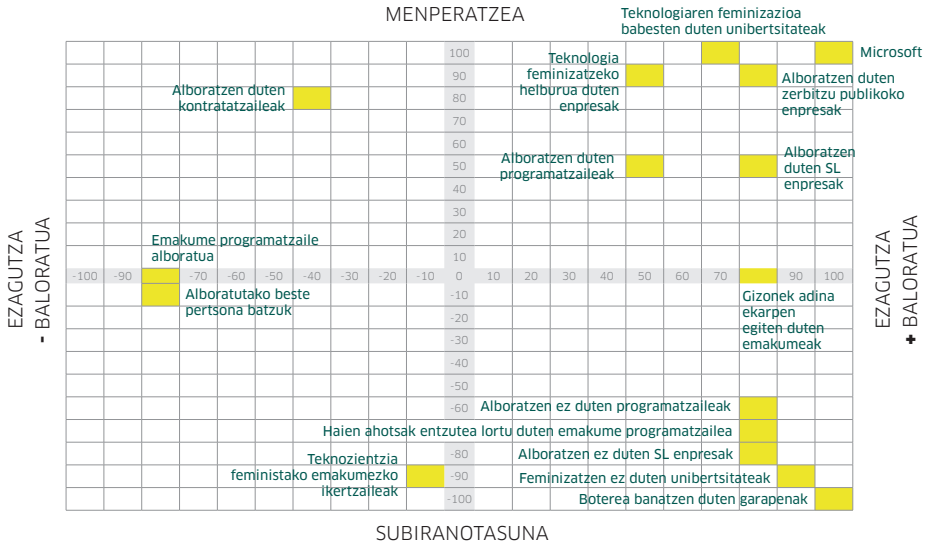 MENPERATZEA
Teknologiaren feminizazioa
babesten duten unibertsitateak
Microsoft
Teknologia
feminizatzeko
helburua duten
enpresak
Alboratzen duten
zerbitzu publikoko
enpresak
Alboratzen duten
kontratatzaileak
Alboratzen duten
programatzaileak
Alboratzen
duten SL
enpresak
100
90
80
70
60
50
40
30
20
10
Emakume programatzaile
alboratua
EZAGUTZA
- BALORATUA
-100 -90 -70 -60 -50 -40 -30 -20 -10 0 10 20 30 40 50 60 70 90 100
EZAGUTZA
+ BALORATUA
Alboratutako beste
pertsona batzuk
Gizonek adina
ekarpen
egiten duten
emakumeak
-10
-20
-30
-40
-50
-60
-80
-90
-100
Alboratzen ez duten programatzaileak
Haien ahotsak entzutea lortu duten emakume programatzailea
Alboratzen ez duten SL enpresak
Teknozientzia
feministako emakumezko
ikertzaileak
Feminizatzen ez duten unibertsitateak
Boterea banatzen duten garapenak
SUBIRANOTASUNA